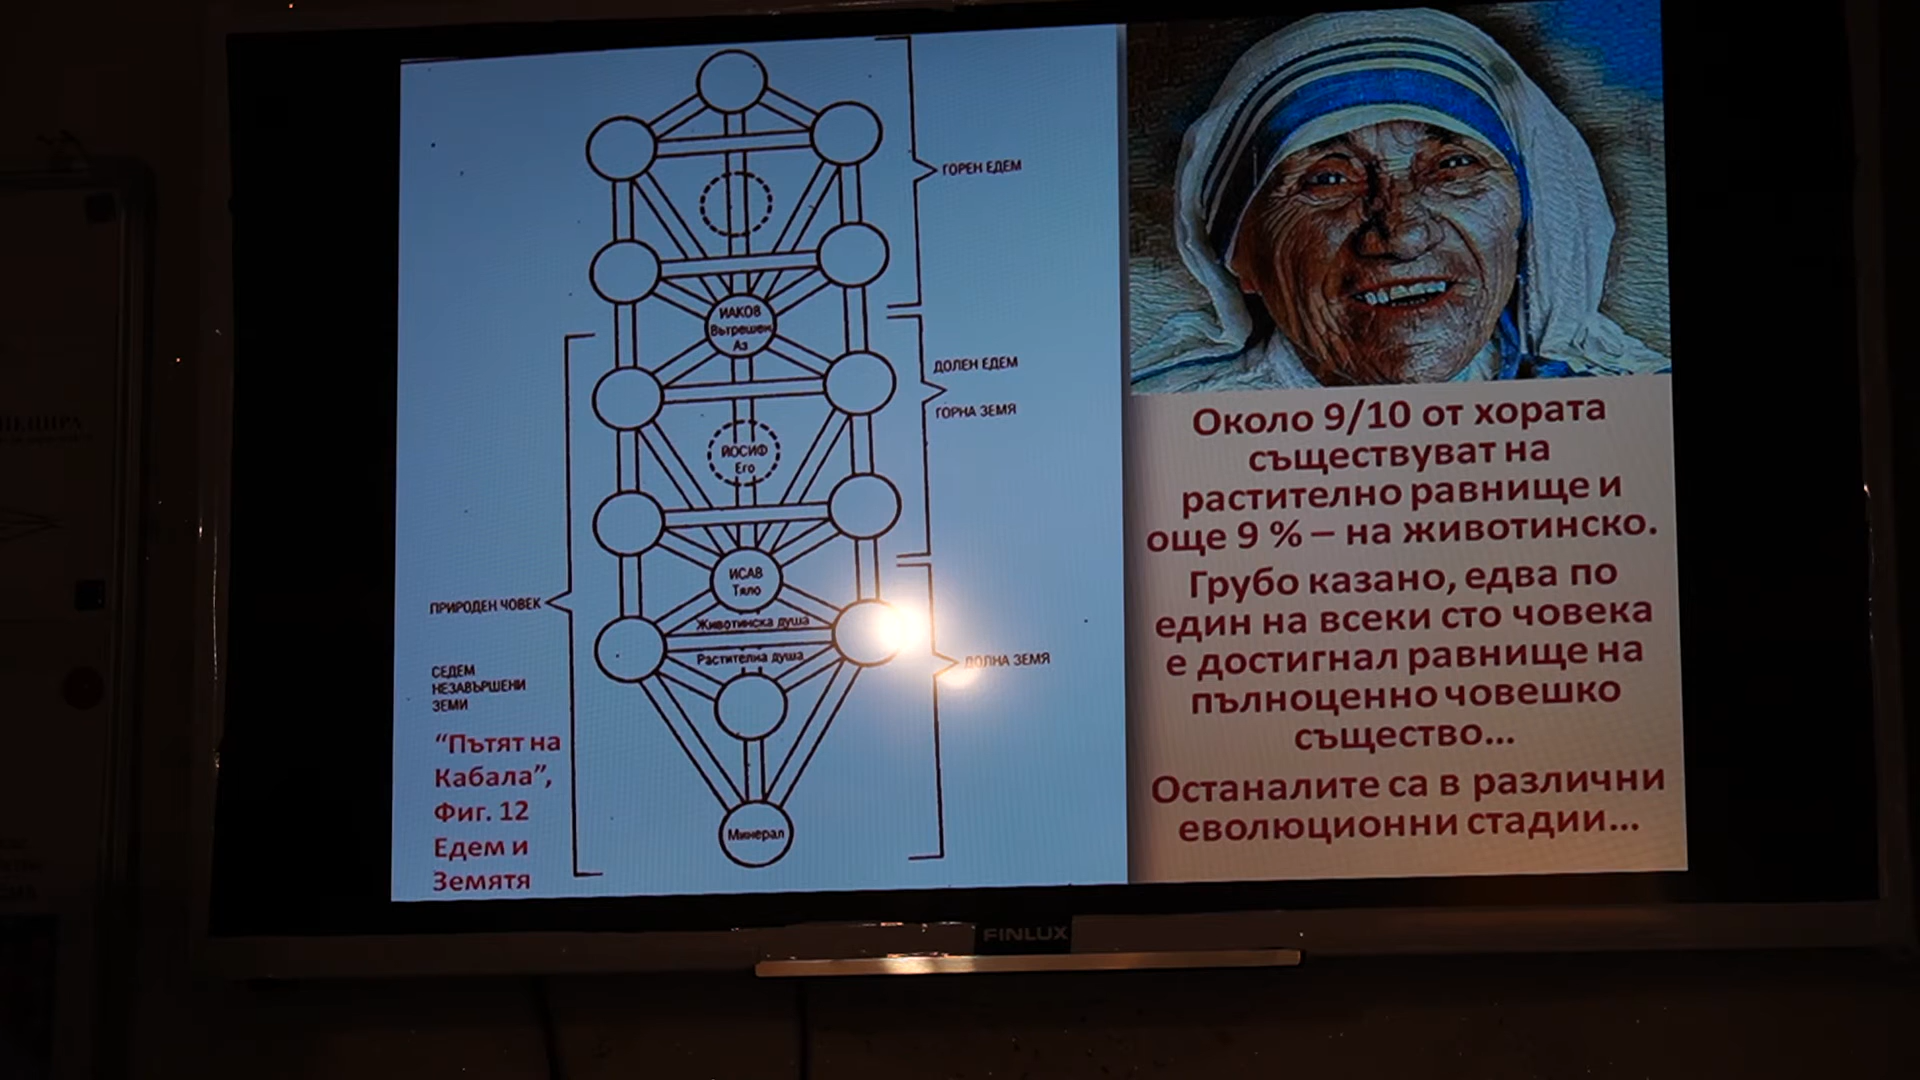 ГОРЕН ЕДЕМ
ИАКОВ
Вътрешен
Аз
ДОЛЕН ЕДЕМ
ГОРНА ЗЕМЯ
ЙОСИФ
Его
ИСАВ
Тяло
Животинска душа
Растителна душа
Минерал
ДОЛНА ЗЕМЯ
ПРИРОДЕН ЧОВЕК
СЕДЕМ
НЕЗАВЪРШЕНИ
ЗЕМИ
“Пътят на
Кабала”,
Фиг. 12
Едем и
Земятя
Около 9/10 от хората
съществуват на
растително равнище и
още 9 % – на животинско.
Грубо казано, едва по
един на всеки сто човека
е достигнал равнище на
пълноценно човешко
същество...
Останалите са в различни
еволюционни стадии...
FINLUX